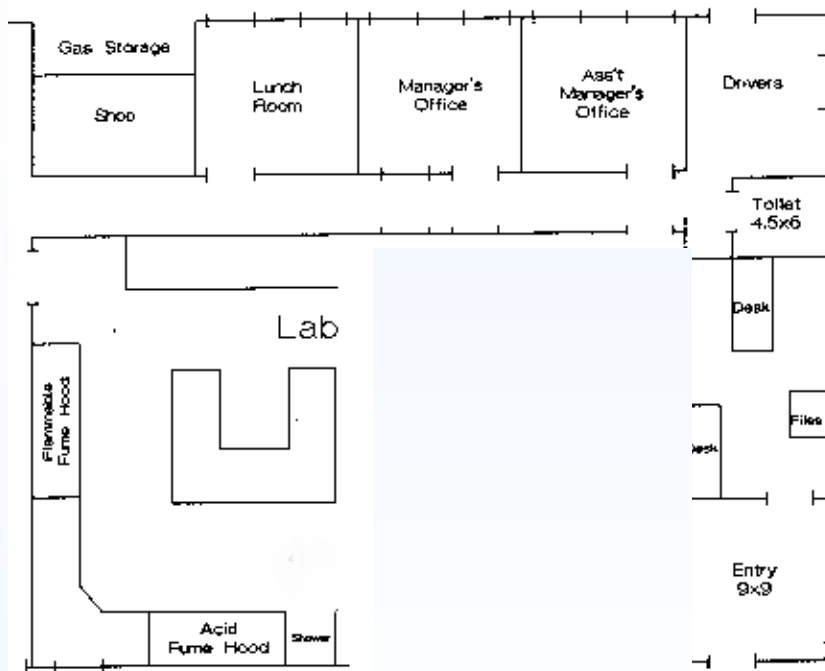 Gas Storage
Shop
Lunch
Room
Manager's
Office
Ass't
Manager's
Office
Drivers
Toilet
4.5x6
Lab
Desk
Flammable
Fume Hood
Files
esk
Entry
9x9
Acid
Fume Hood
Shower